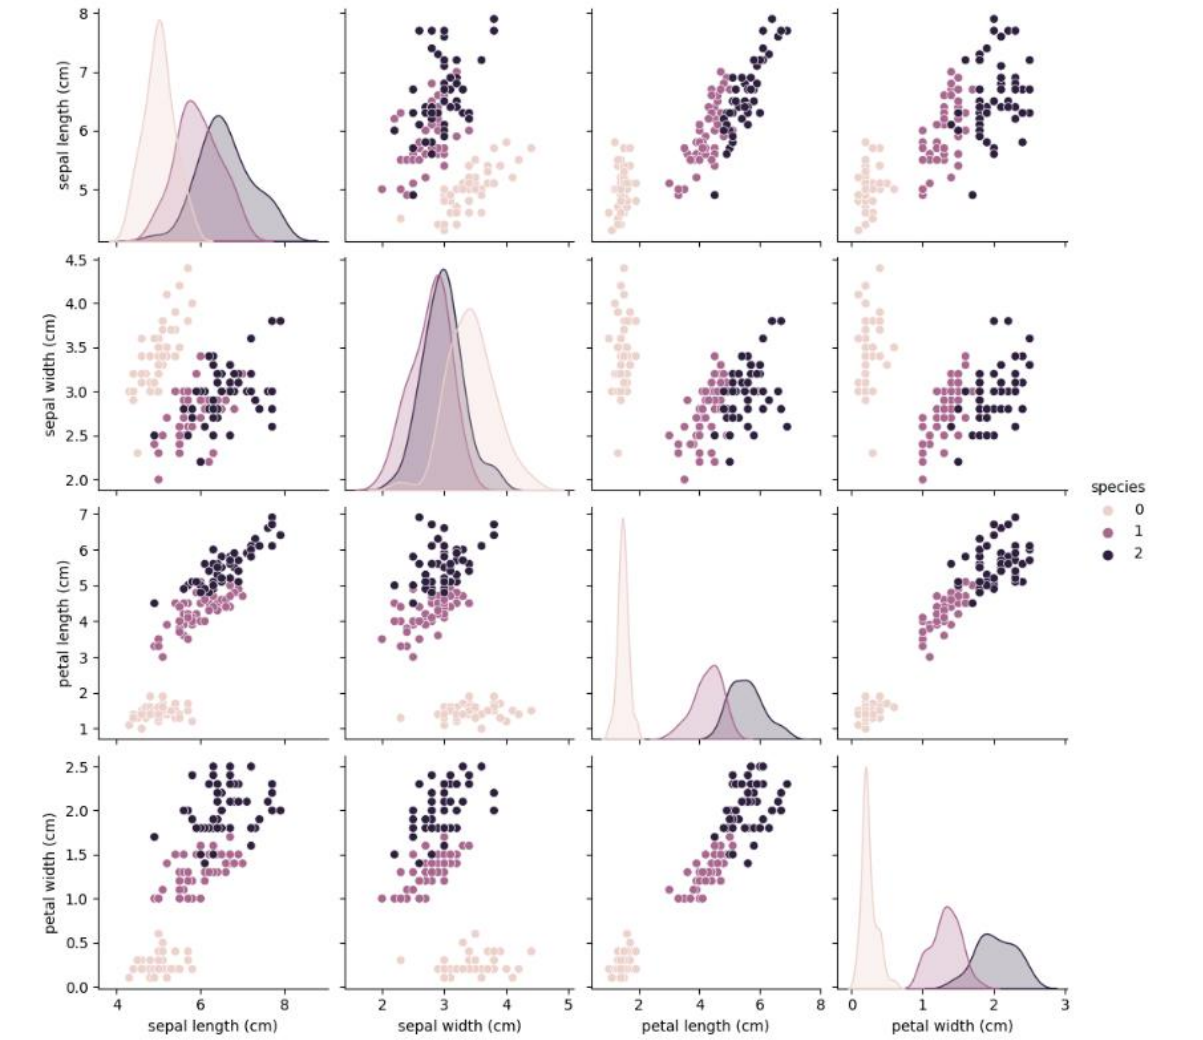 8
7
6
5
sepal length (cm)
4.5
4.0
3.5
3.0
2.5
2.0
sepal width (cm)
species
0
1
2
7
6
5
4
3
2
1
petal length (cm)
2.5
2.0
1.5
1.0
0.5
0.0
petal width (cm)
4 6 8
2 3 4 5
2 4 6 8
0 1 2 3
sepal length (cm) sepal width (cm) petal length (cm) petal width (cm)